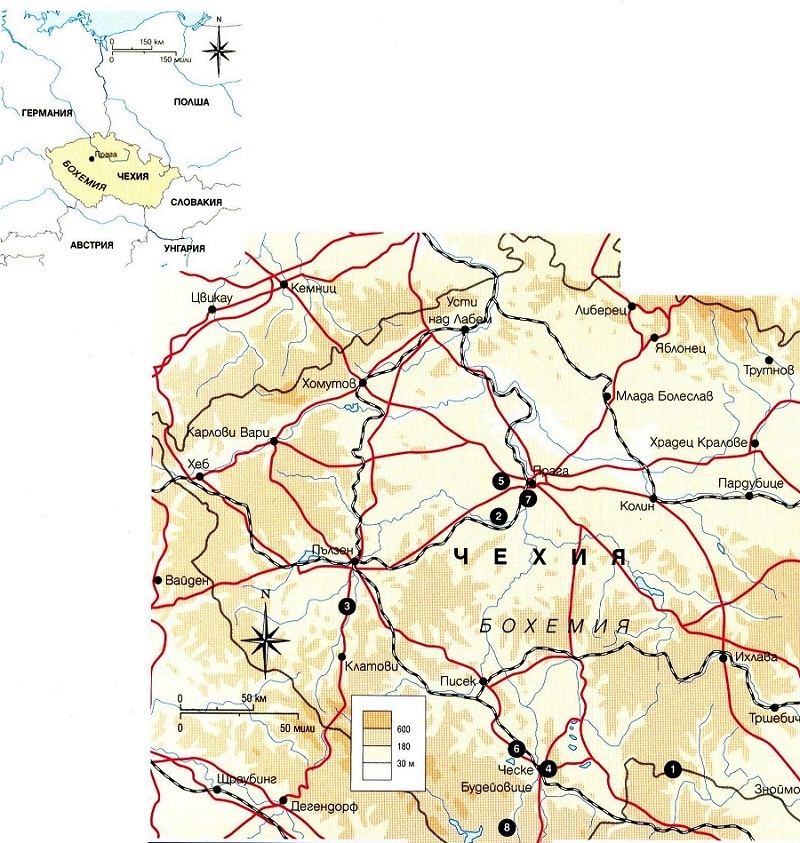 N
0 150 км
0 150 мили
ГЕРМАНИЯ
ПОЛША
Прага
БОХЕМИЯ
ЧЕХИЯ
СЛОВАКИЯ
АВСТРИЯ
УНГАРИЯ
Цвикау
Кемниц
Усти
над Лабем
Либерец
Яблонец
Трутнов
Хомутов
Млада Болеслав
Карлови Вари
Храдец Кралове
Хеб
Прага
5
7
2
Пардубице
Колин
Пълзен
ЧЕХИЯ
Вайден
N
3
БОХЕМИЯ
Клатови
Ихлава
Писек
0 50 км
0 50 мили
600
180
30 м
Тршебич
6
Ческе
Будейовице
4
1
Зноймо
Щраубинг
Дегендорф
8